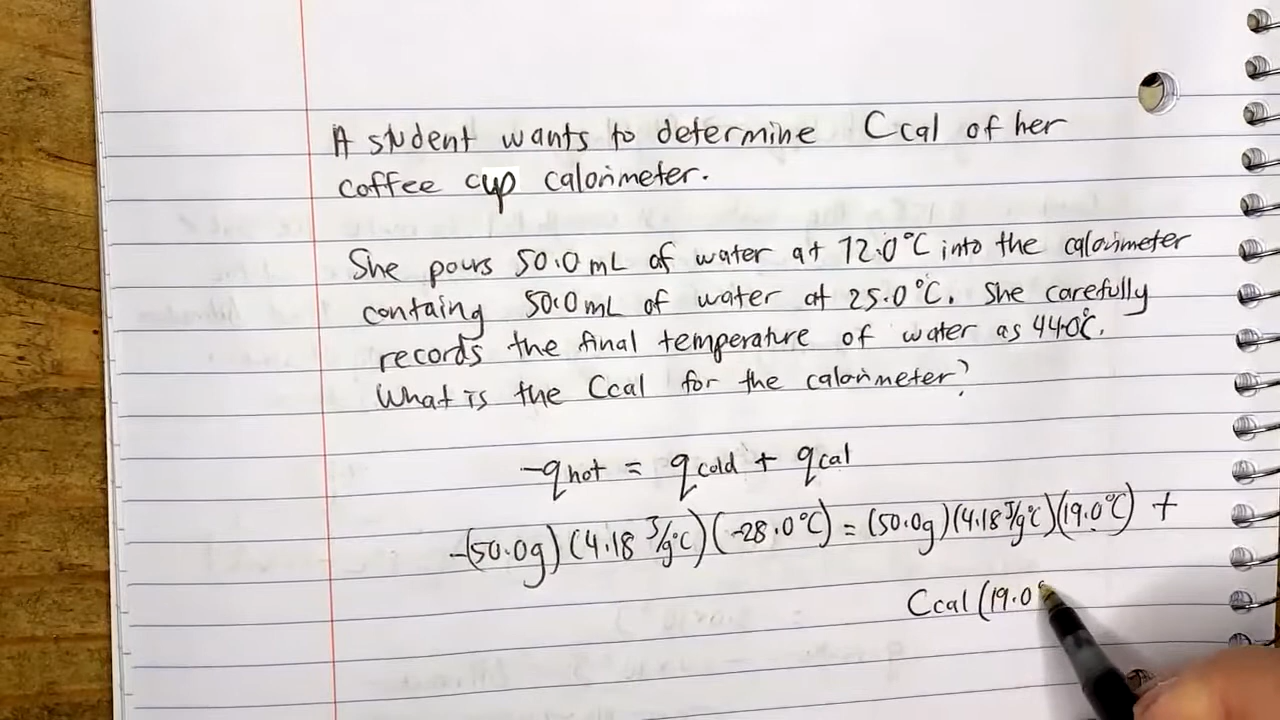 A student wants to determine Ccal of her
coffee cup calorimeter.
She pours 50.0 mL of water at 72.0°C into the calorimeter
containg 50.0 mL of water at 25.0°C. She carefully
records the final temperature of water as 44.0°C.
What is the Ccal for the calorimeter?
-qhot = qcold + qcal
-(50.0g)(4.18 J/g°C)(-28.0°C) = (50.0g)(4.18 J/g°C)(19.0°C) +
Ccal (19.0°